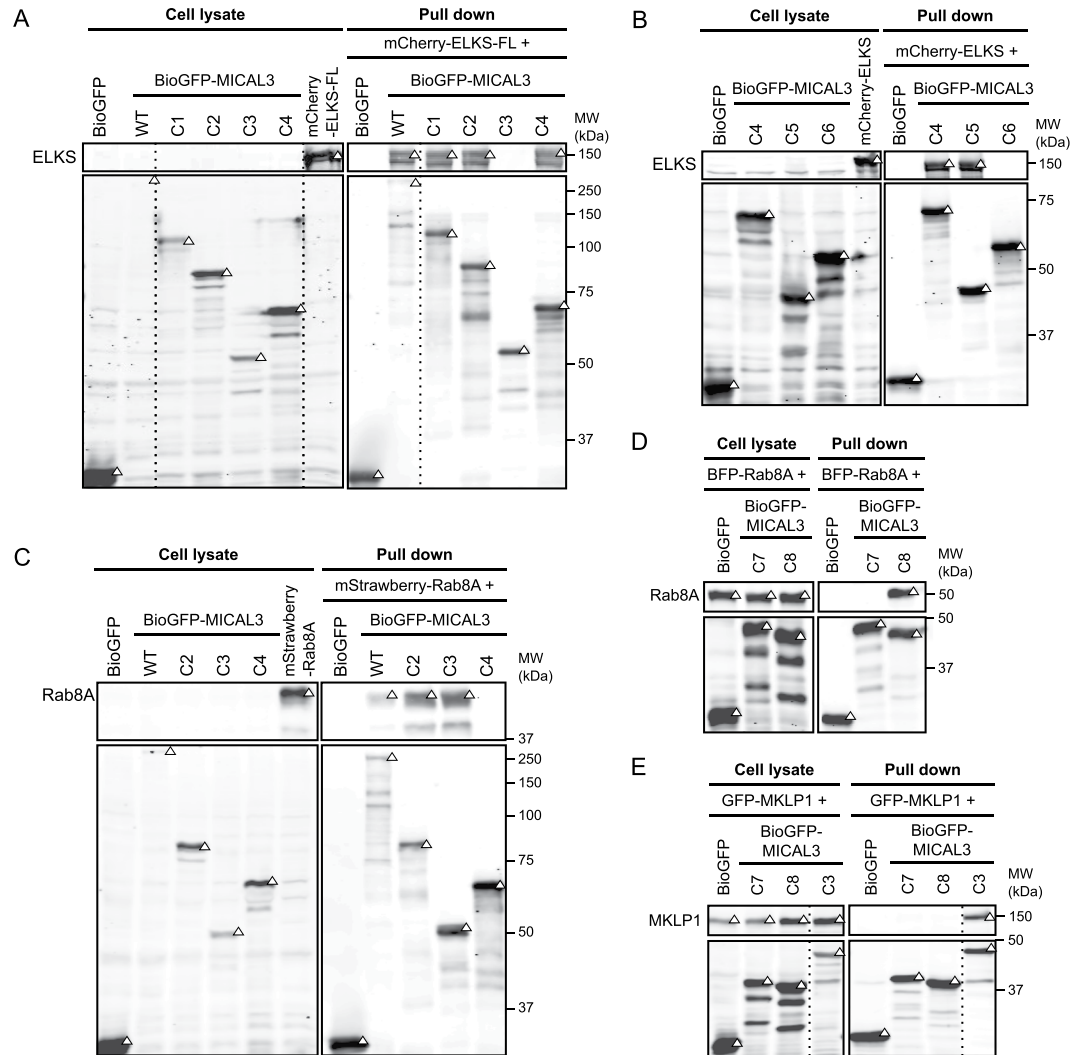 A
Cell lysate
Pull down
mCherry-ELKS-FL +
BioGFP-MICAL3
BioGFP-MICAL3
BioGFP
WT
C1
C2
C3
C4
mCherry
-ELKS-FL
BioGFP
WT
C1
C2
C3
C4
MW
(kDa)
ELKS
150
250
150
100
75
50
37
B
Cell lysate
Pull down
mCherry-ELKS +
BioGFP-MICAL3
BioGFP-MICAL3
BioGFP
C4
C5
C6
mCherry-ELKS
BioGFP
C4
C5
C6
MW
(kDa)
ELKS
150
75
50
37
C
Cell lysate
Pull down
mStrawberry-Rab8A +
BioGFP-MICAL3
BioGFP-MICAL3
BioGFP
WT
C2
C3
C4
mStrawberry
-Rab8A
BioGFP
WT
C2
C3
C4
MW
(kDa)
Rab8A
37
250
150
100
75
50
37
D
Cell lysate
Pull down
BFP-Rab8A +
BFP-Rab8A +
BioGFP-
MICAL3
BioGFP-
MICAL3
BioGFP
C7
C8
BioGFP
C7
C8
MW
(kDa)
Rab8A
50
50
37
E
Cell lysate
Pull down
GFP-MKLP1 +
GFP-MKLP1 +
BioGFP-
MICAL3
BioGFP-
MICAL3
BioGFP
C7
C8
C3
BioGFP
C7
C8
C3
MW
(kDa)
MKLP1
150
50
37